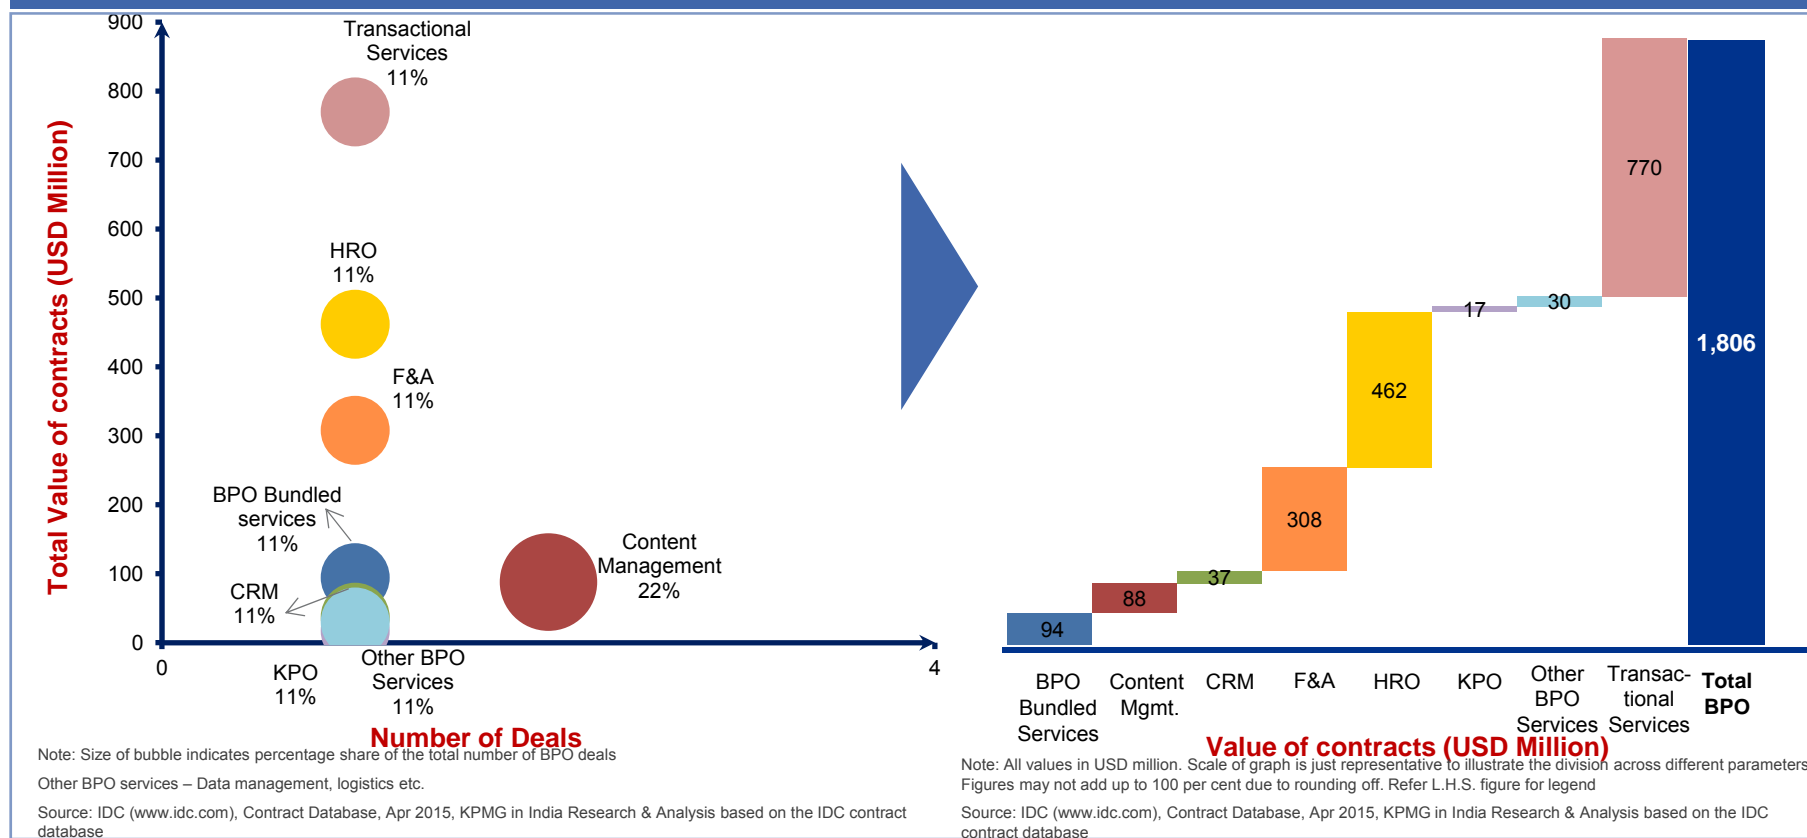 Total Value of contracts (USD Million)
900
800
700
600
500
400
300
200
100
0
0
4
Transactional
Services
11%
HRO
11%
F&A
11%
BPO Bundled
services
11%
CRM
11%
Content
Management
22%
KPO
11%
Other BPO
Services
11%
Number of Deals
Note: Size of bubble indicates percentage share of the total number of BPO deals
Other BPO services – Data management, logistics etc.
Source: IDC (www.idc.com), Contract Database, Apr 2015, KPMG in India Research & Analysis based on the IDC contract
database
94
88
37
308
462
17
30
770
1,806
BPO
Bundled
Services
Content
Mgmt.
CRM
F&A
HRO
KPO
Other
BPO
Services
Transac-
tional
Services
Total
BPO
Value of contracts (USD Million)
Note: All values in USD million. Scale of graph is just representative to illustrate the division across different parameters
Figures may not add up to 100 per cent due to rounding off. Refer L.H.S. figure for legend
Source: IDC (www.idc.com), Contract Database, Apr 2015, KPMG in India Research & Analysis based on the IDC
contract database